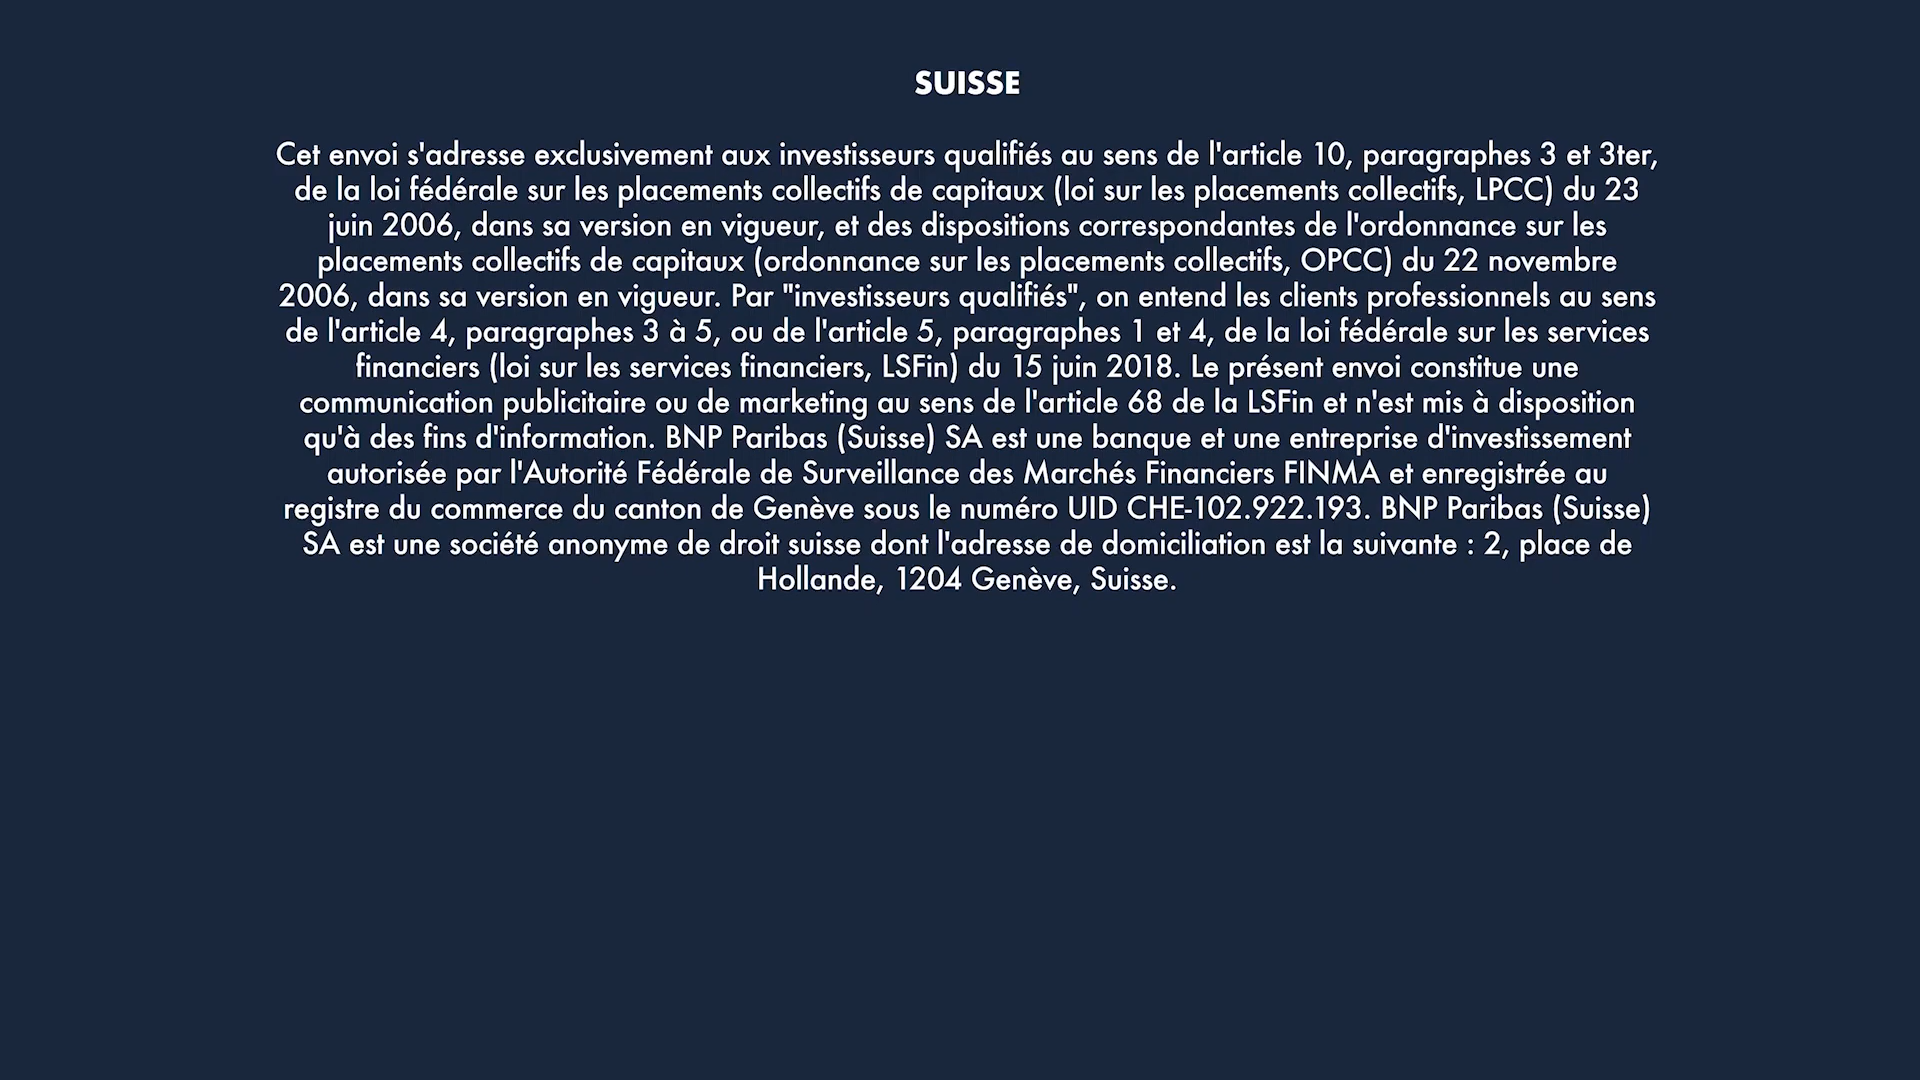 SUISSE
Cet envoi s'adresse exclusivement aux investisseurs qualifiés au sens de l'article 10, paragraphes 3 et 3ter,
de la loi fédérale sur les placements collectifs de capitaux (loi sur les placements collectifs, LPCC) du 23
juin 2006, dans sa version en vigueur, et des dispositions correspondantes de l'ordonnance sur les
placements collectifs de capitaux (ordonnance sur les placements collectifs, OPCC) du 22 novembre
2006, dans sa version en vigueur. Par "investisseurs qualifiés", on entend les clients professionnels au sens
de l'article 4, paragraphes 3 à 5, ou de l'article 5, paragraphes 1 et 4, de la loi fédérale sur les services
financiers (loi sur les services financiers, LSFin) du 15 juin 2018. Le présent envoi constitue une
communication publicitaire ou de marketing au sens de l'article 68 de la LSFin et n'est mis à disposition
qu'à des fins d'information. BNP Paribas (Suisse) SA est une banque et une entreprise d'investissement
autorisée par l'Autorité Fédérale de Surveillance des Marchés Financiers FINMA et enregistrée au
registre du commerce du canton de Genève sous le numéro UID CHE-102.922.193. BNP Paribas (Suisse)
SA est une société anonyme de droit suisse dont l'adresse de domiciliation est la suivante : 2, place de
Hollande, 1204 Genève, Suisse.